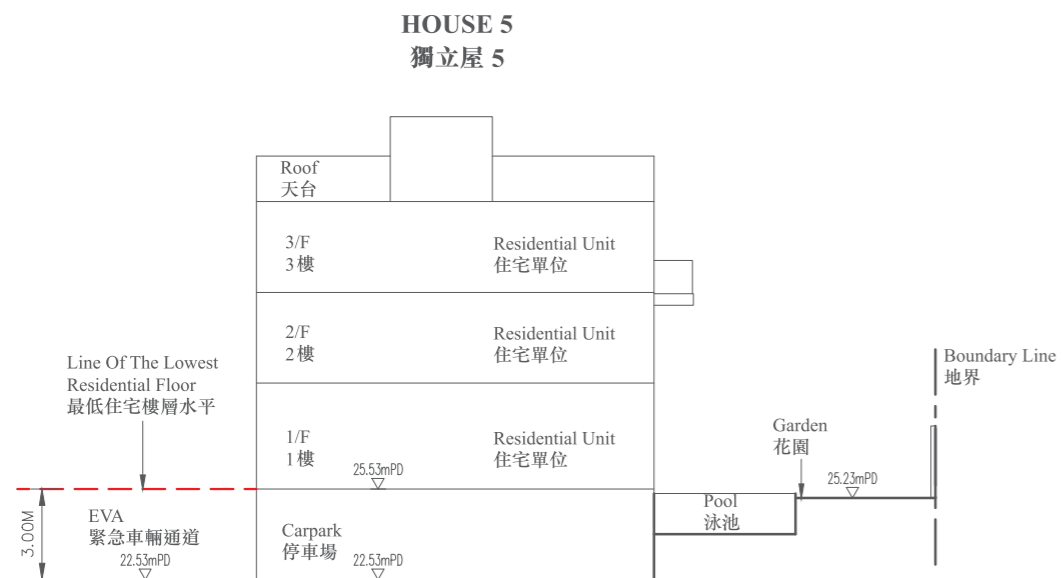 HOUSE 5
獨立屋 5
Roof
天台
3/F
3樓
Residential Unit
住宅單位
2/F
2樓
Residential Unit
住宅單位
Line Of The Lowest
Residential Floor
最低住宅樓層水平
Boundary Line
地界
1/F
1樓
Residential Unit
住宅單位
25.53mPD
Garden
花園
25.23mPD
3.00M
EVA
緊急車輛通道
22.53mPD
Carpark
停車場
22.53mPD
Pool
泳池